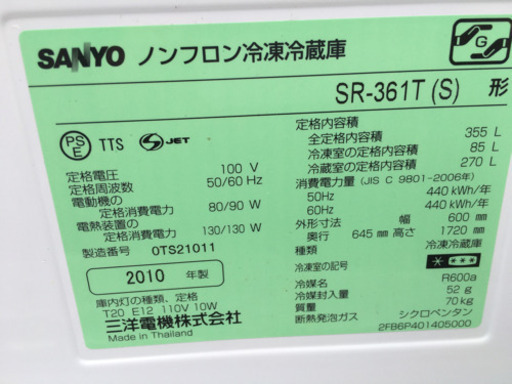 SANYO ノンフロン冷凍冷蔵庫
G
SR-361T (S) 形
PS E TTS S JET
定格電圧 100 V
定格周波数 50/60 Hz
電動機の
定格消費電力 80/90 W
電熱装置の
定格消費電力 130/130 W
製造番号 0TS21011
2010 年製
庫内灯の種類、定格
T20 E12 110V 10W
三洋電機株式会社
Made in Thailand
定格内容積
全定格内容積 355 L
冷凍室の定格内容積 85 L
冷蔵室の定格内容積 270 L
消費電力量 (JIS C 9801-2006年)
50Hz 440 kWh/年
60Hz 440 kWh/年
外形寸法 幅 600 mm
奥行 645 mm 高さ 1720 mm
種類 冷凍冷蔵庫
冷凍室の記号
冷媒名 R600a
冷媒封入量 52 g
質量 70 kg
断熱発泡ガス シクロペンタン
2FB6P401405000